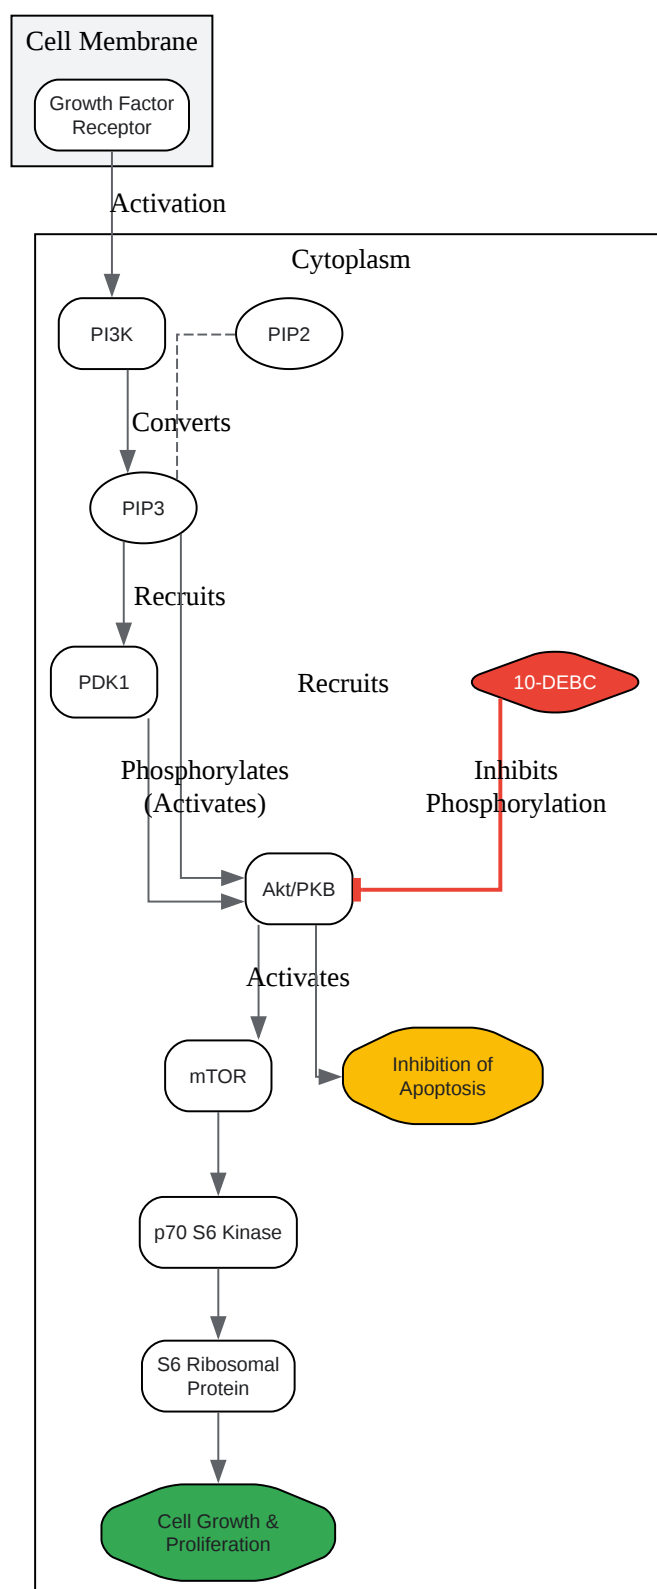 Cell Membrane
Growth Factor
Receptor
Activation
Cytoplasm
PI3K
PIP2
Converts
PIP3
Recruits
PDK1
Recruits
10-DEBC
Phosphorylates
(Activates)
Inhibits
Phosphorylation
Akt/PKB
Activates
mTOR
Inhibition of
Apoptosis
p70 S6 Kinase
S6 Ribosomal
Protein
Cell Growth &
Proliferation